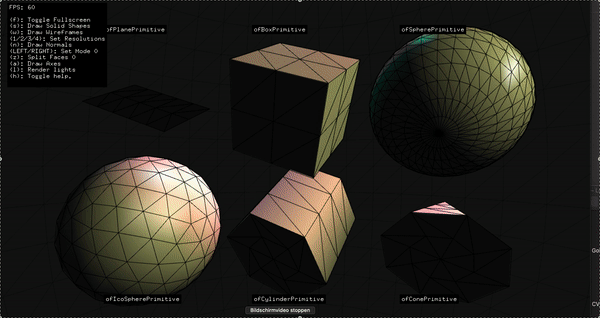 FPS: 60
(f): Toggle Fullscreen
(s): Draw Solid Shapes
(w): Draw Wireframes
(1/2/3/4): Set Resolutions
(n): Draw Normals
(LEFT/RIGHT): Set Mode 0
(z): Split Faces 0
(a): Draw Axes
(l): Render lights
(h): Toggle help.
ofPlanePrimitive
ofBoxPrimitive
ofSpherePrimitive
ofIcoSpherePrimitive
ofCylinderPrimitive
ofConePrimitive
Bildschirmvideo stoppen